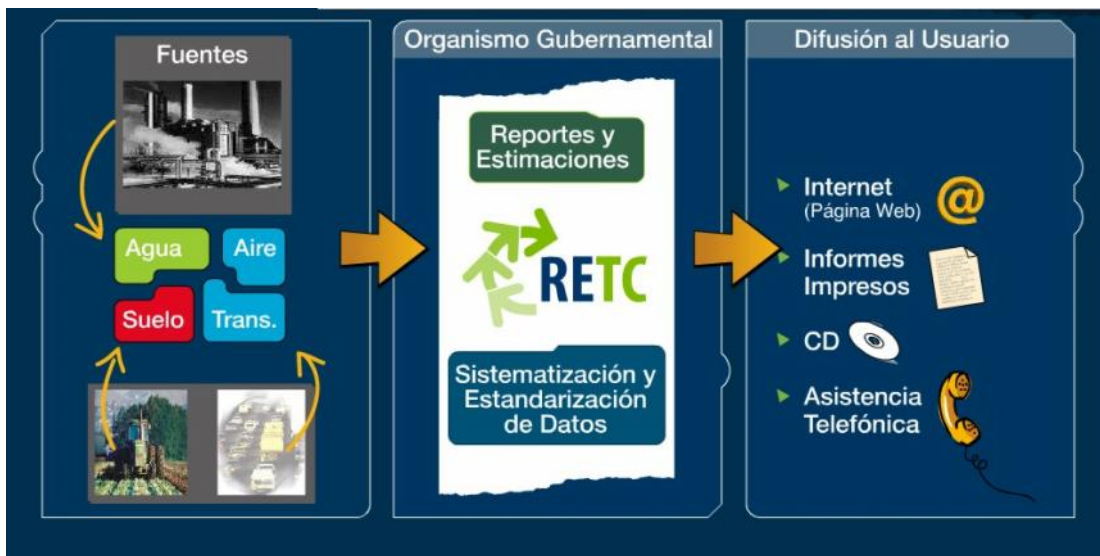 Fuentes
Agua
Aire
Suelo
Trans.
Organismo Gubernamental
Reportes y
Estimaciones
RETC
Sistematización y
Estandarización
de Datos
Difusión al Usuario
Internet
(Página Web)
@
Informes
Impresos
CD
Asistencia
Telefónica